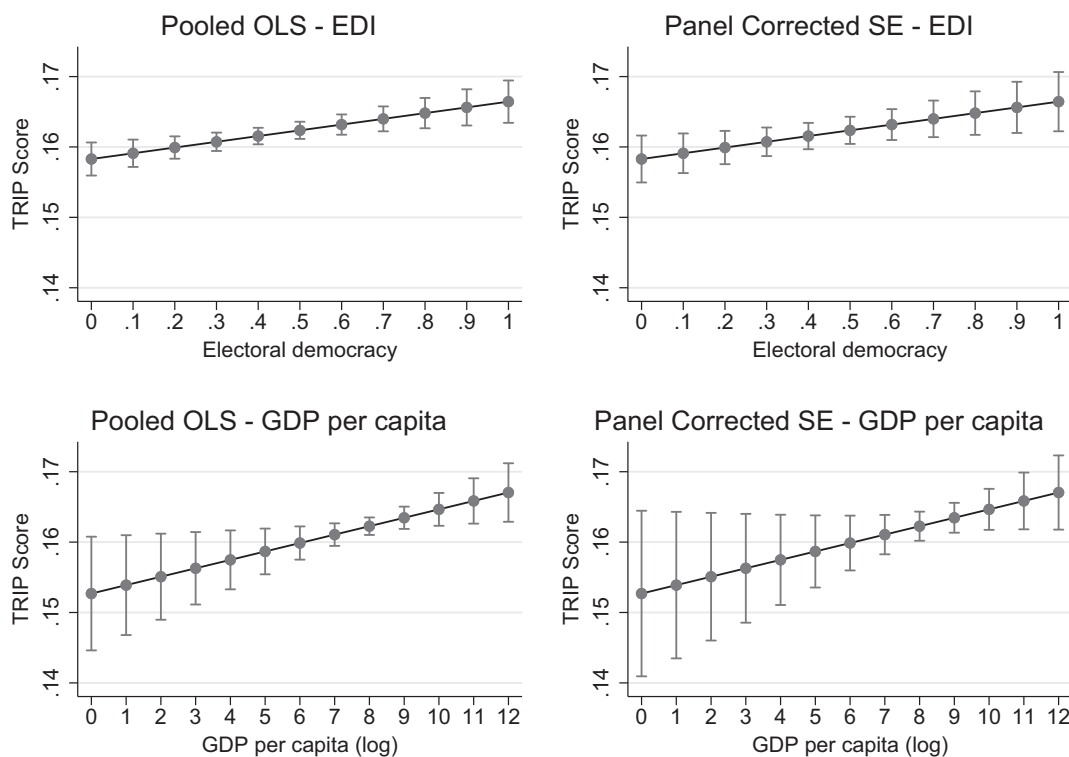 Pooled OLS - EDI
TRIP Score
.17
.16
.15
.14
0 .1 .2 .3 .4 .5 .6 .7 .8 .9 1
Electoral democracy
Panel Corrected SE - EDI
TRIP Score
.17
.16
.15
.14
0 .1 .2 .3 .4 .5 .6 .7 .8 .9 1
Electoral democracy
Pooled OLS - GDP per capita
TRIP Score
.17
.16
.15
.14
0 1 2 3 4 5 6 7 8 9 10 11 12
GDP per capita (log)
Panel Corrected SE - GDP per capita
TRIP Score
.17
.16
.15
.14
0 1 2 3 4 5 6 7 8 9 10 11 12
GDP per capita (log)